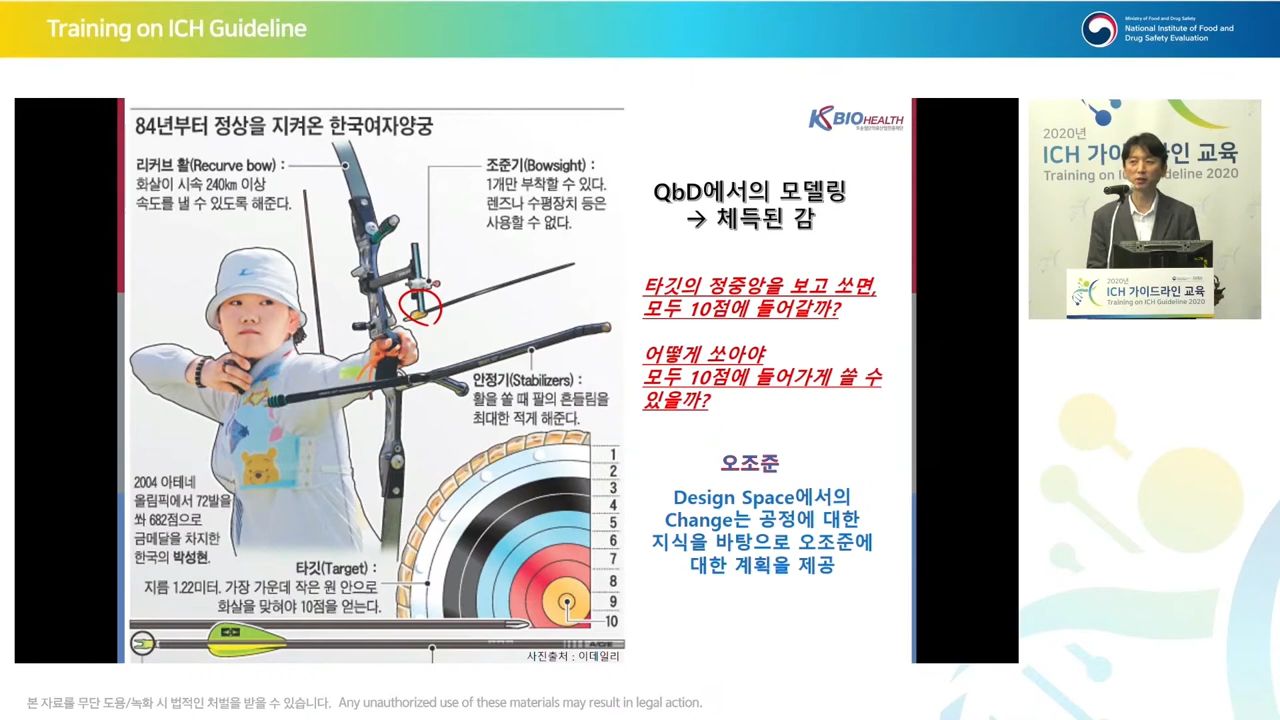 Training on ICH Guideline
Ministry of Food and Drug Safety
National Institute of Food and
Drug Safety Evaluation
84년부터 정상을 지켜온 한국여자양궁
리커브 활(Recurve bow) :
화살이 시속 240km 이상
속도를 낼 수 있도록 해준다.
조준기(Bowsight) :
1개만 부착할 수 있다.
렌즈나 수평장치 등은
사용할 수 없다.
안정기(Stabilizers) :
활을 쏠 때 팔의 흔들림을
최대한 적게 해준다.
2004 아테네
올림픽에서 72발을
쏴 682점으로
금메달을 차지한
한국의 박성현.
타깃(Target) :
지름 1.22미터. 가장 가운데 작은 원 안으로
화살을 맞혀야 10점을 얻는다.
1
2
3
4
5
6
7
8
9
10
사진출처 : 이데일리
KBIOHEALTH
QbD에서의 모델링
→ 체득된 감
타깃의 정중앙을 보고 쏘면,
모두 10점에 들어갈까?
어떻게 쏘아야
모두 10점에 들어가게 쏠 수
있을까?
오조준
Design Space에서의
Change는 공정에 대한
지식을 바탕으로 오조준에
대한 계획을 제공
2020년
ICH 가이드라인 교육
Training on ICH Guideline 2020
2020년
ICH 가이드라인 교육
Training on ICH Guideline 2020
본 자료를 무단 도용/녹화 시 법적인 처벌을 받을 수 있습니다. Any unauthorized use of these materials may result in legal action.